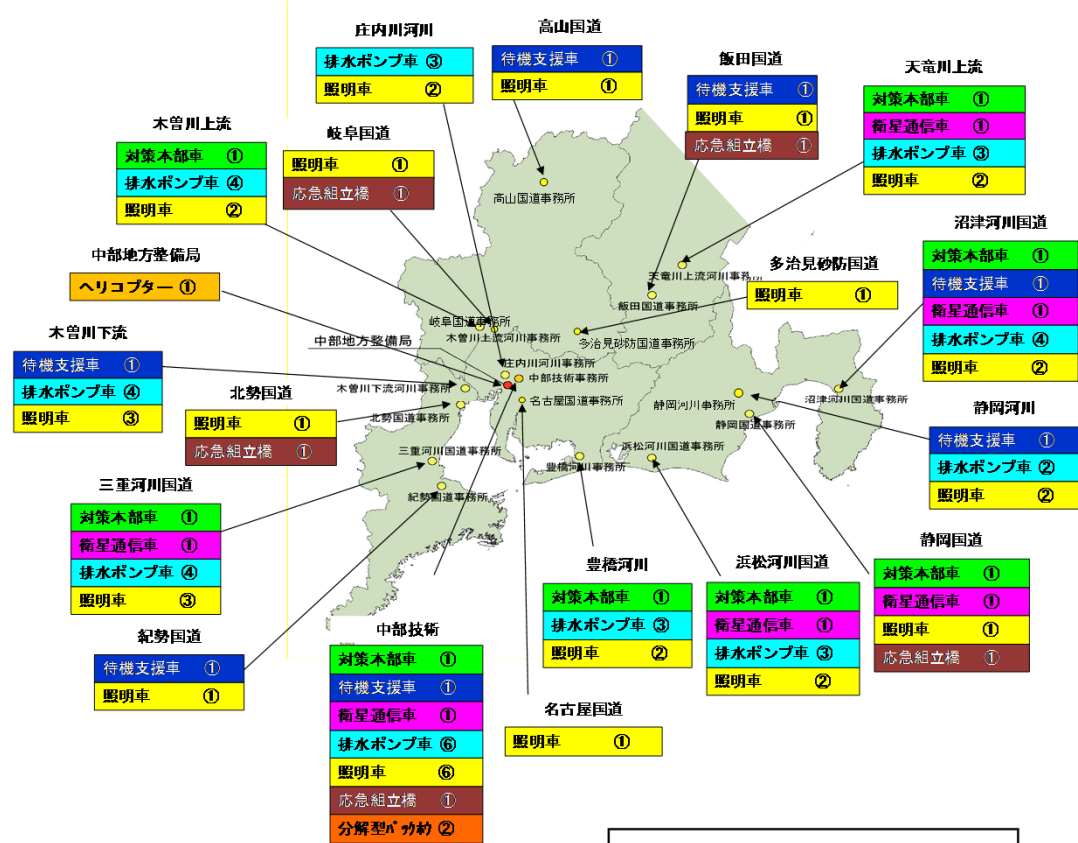 庄内川河川
排水ポンプ車 ③
照明車 ②
高山国道
待機支援車 ①
照明車 ①
飯田国道
待機支援車 ①
照明車 ①
応急組立橋 ①
天竜川上流
対策本部車 ①
衛星通信車 ①
排水ポンプ車 ③
照明車 ②
木曽川上流
対策本部車 ①
排水ポンプ車 ④
照明車 ②
岐阜国道
照明車 ①
応急組立橋 ①
中部地方整備局
ヘリコプター ①
多治見砂防国道
照明車 ①
沼津河川国道
対策本部車 ①
待機支援車 ①
衛星通信車 ①
排水ポンプ車 ④
照明車 ②
木曽川下流
待機支援車 ①
排水ポンプ車 ④
照明車 ③
北勢国道
照明車 ①
応急組立橋 ①
高山国道事務所
天竜川上流河川事務所
飯田国道事務所
岐阜国道事務所
木曽川上流河川事務所
中部地方整備局
多治見砂防国道事務所
庄内川河川事務所
中部技術事務所
木曽川下流河川事務所
名古屋国道事務所
北勢国道事務所
静岡河川事務所
沼津河川国道事務所
静岡国道事務所
三重河川国道事務所
豊橋河川事務所
浜松河川国道事務所
紀勢国道事務所
静岡河川
待機支援車 ①
排水ポンプ車 ②
照明車 ②
三重河川国道
対策本部車 ①
衛星通信車 ①
排水ポンプ車 ④
照明車 ③
静岡国道
対策本部車 ①
衛星通信車 ①
照明車 ①
応急組立橋 ①
豊橋河川
対策本部車 ①
排水ポンプ車 ③
照明車 ②
浜松河川国道
対策本部車 ①
衛星通信車 ①
排水ポンプ車 ③
照明車 ②
紀勢国道
待機支援車 ①
照明車 ①
中部技術
対策本部車 ①
待機支援車 ①
衛星通信車 ①
排水ポンプ車 ⑥
照明車 ⑥
応急組立橋 ①
分解型ﾊﾞｯｸﾎｳ ②
名古屋国道
照明車 ①